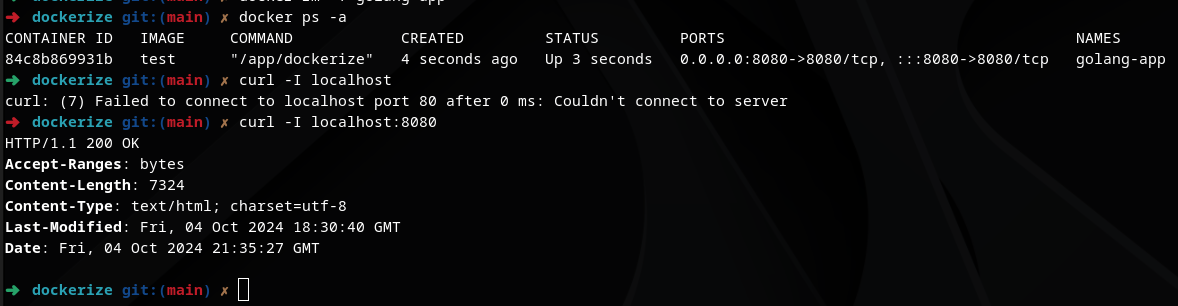 ➜ dockerize git:(main) ✗ docker ps -a
CONTAINER ID   IMAGE     COMMAND            CREATED         STATUS         PORTS                                       NAMES
84c8b869931b   test      "/app/dockerize"   4 seconds ago   Up 3 seconds   0.0.0.0:8080->8080/tcp, :::8080->8080/tcp   golang-app
➜ dockerize git:(main) ✗ curl -I localhost
curl: (7) Failed to connect to localhost port 80 after 0 ms: Couldn't connect to server
➜ dockerize git:(main) ✗ curl -I localhost:8080
HTTP/1.1 200 OK
Accept-Ranges: bytes
Content-Length: 7324
Content-Type: text/html; charset=utf-8
Last-Modified: Fri, 04 Oct 2024 18:30:40 GMT
Date: Fri, 04 Oct 2024 21:35:27 GMT
➜ dockerize git:(main) ✗